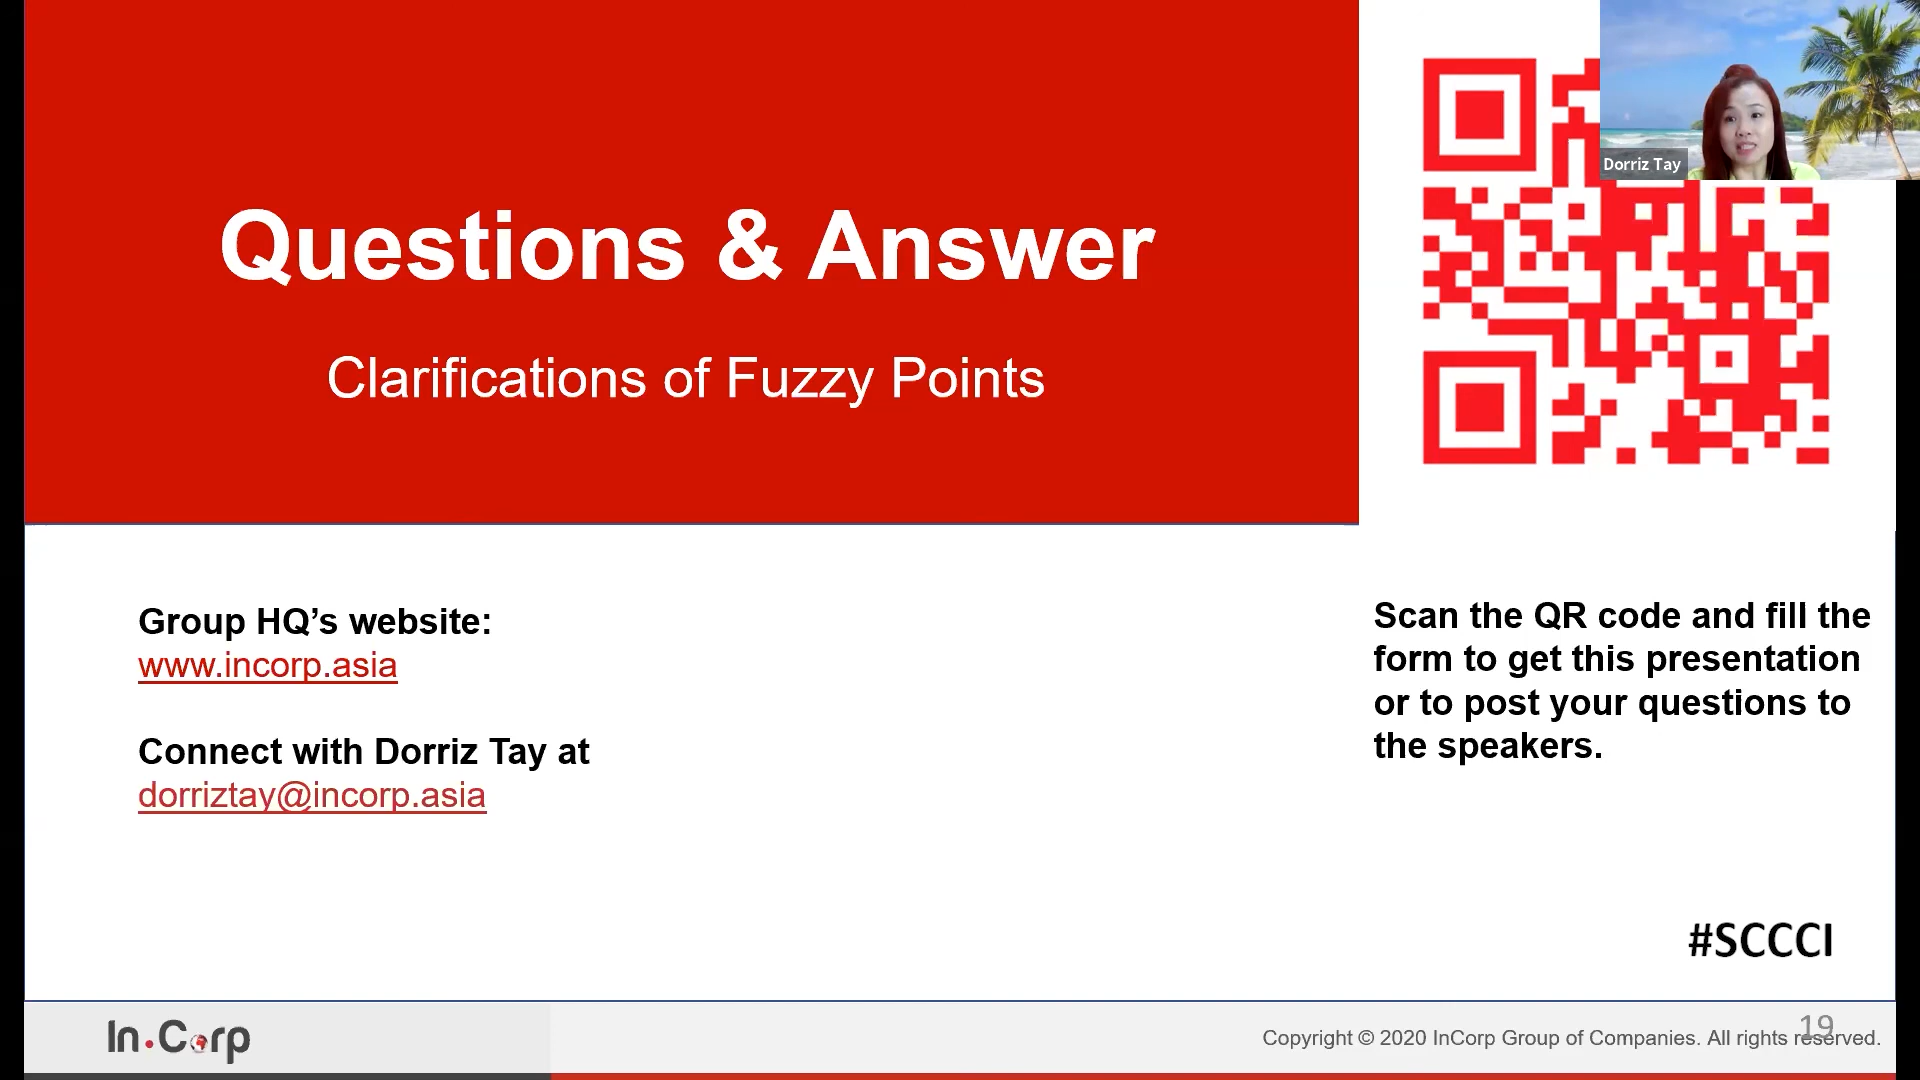 Questions & Answer
Clarifications of Fuzzy Points
Dorriz Tay
Group HQ’s website:
www.incorp.asia
Connect with Dorriz Tay at
dorriztay@incorp.asia
Scan the QR code and fill the
form to get this presentation
or to post your questions to
the speakers.
#SCCCI
In.Corp
Copyright © 2020 InCorp Group of Companies. All rights reserved.
19